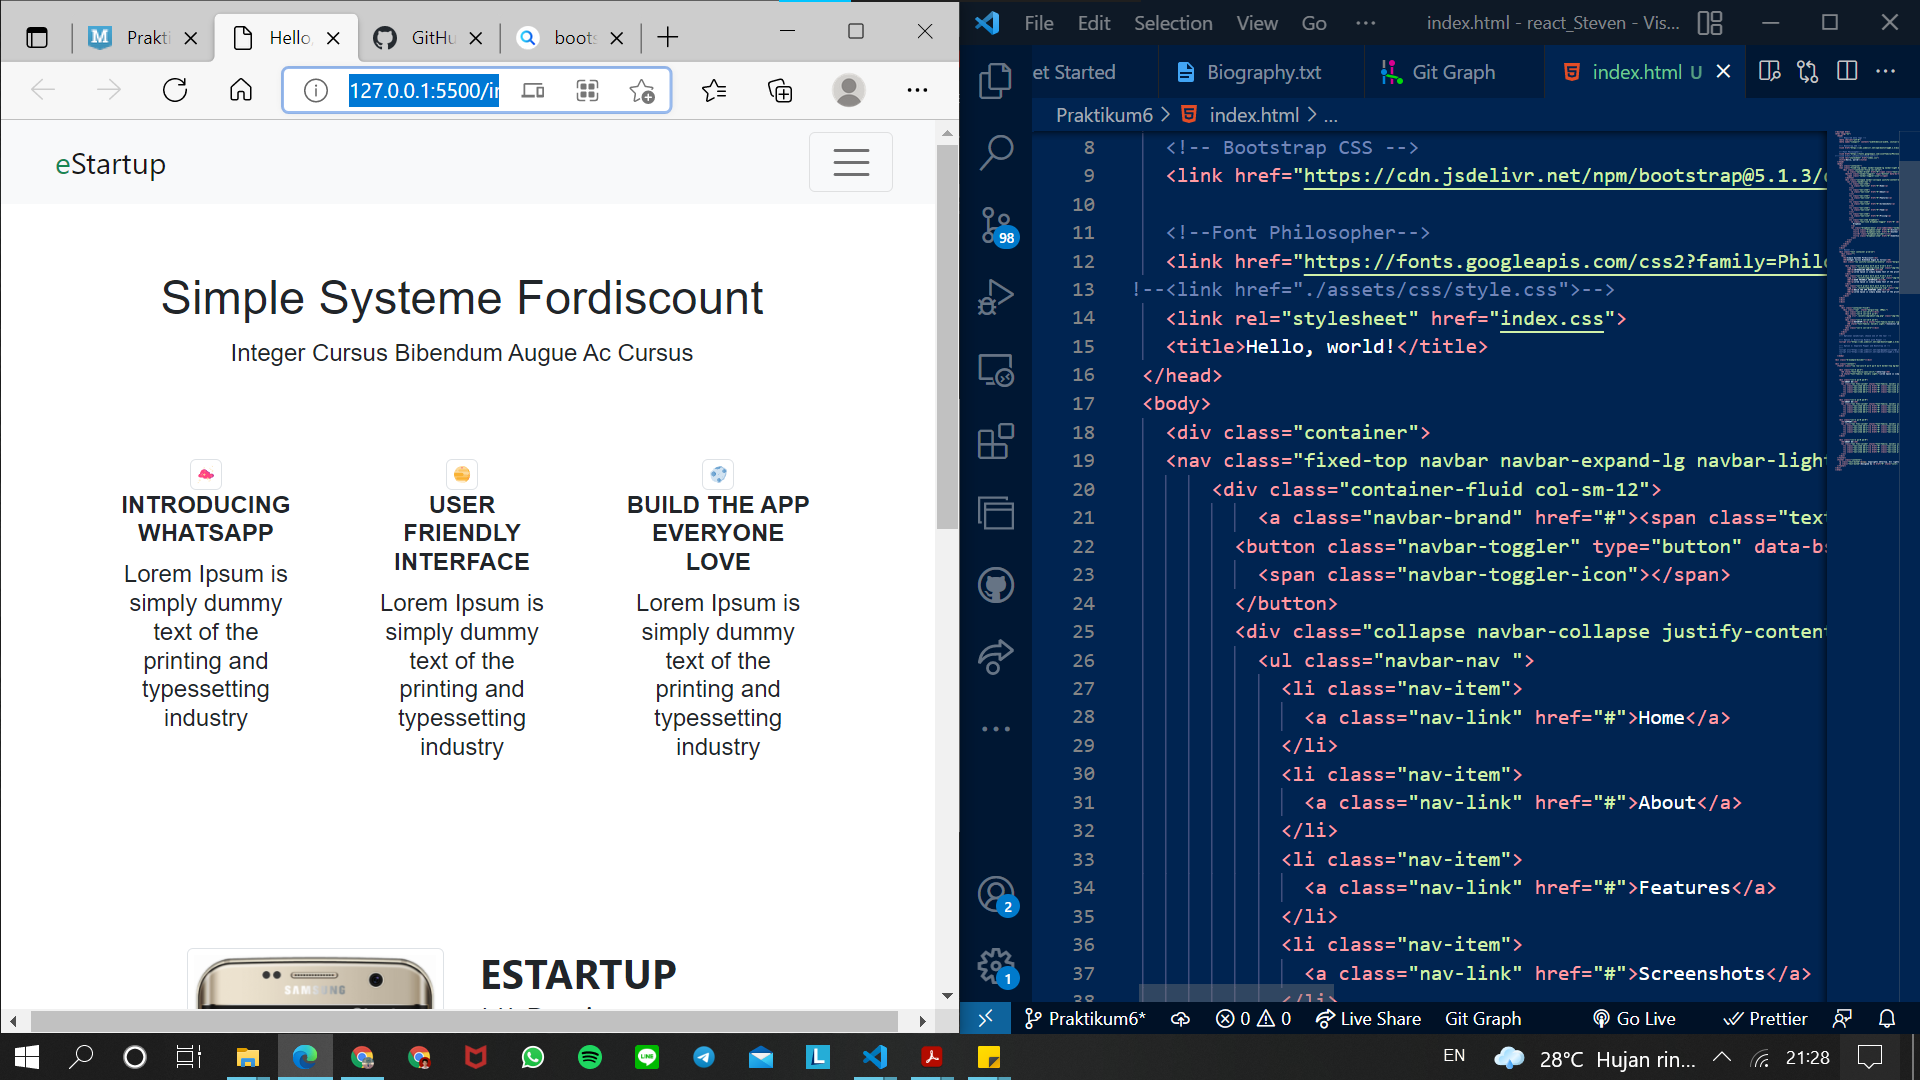 Prakti
Hello,
GitHu
boots
127.0.0.1:5500/ir
eStartup
Simple Systeme Fordiscount
Integer Cursus Bibendum Augue Ac Cursus
INTRODUCING
WHATSAPP
Lorem Ipsum is
simply dummy
text of the
printing and
typessetting
industry
USER
FRIENDLY
INTERFACE
Lorem Ipsum is
simply dummy
text of the
printing and
typessetting
industry
BUILD THE APP
EVERYONE
LOVE
Lorem Ipsum is
simply dummy
text of the
printing and
typessetting
industry
SAMSUNG
ESTARTUP
File Edit Selection View Go ··· index.html - react_Steven - Vis...
et Started
Biography.txt
Git Graph
index.html U
Praktikum6 > index.html > ...
8 <!-- Bootstrap CSS -->
9 <link href="https://cdn.jsdelivr.net/npm/bootstrap@5.1.3/
10
11 <!--Font Philosopher-->
12 <link href="https://fonts.googleapis.com/css2?family=Philo
13 !--<link href="./assets/css/style.css">-->
14 <link rel="stylesheet" href="index.css">
15 <title>Hello, world!</title>
16 </head>
17 <body>
18 <div class="container">
19 <nav class="fixed-top navbar navbar-expand-lg navbar-light
20 <div class="container-fluid col-sm-12">
21 <a class="navbar-brand" href="#"><span class="text
22 <button class="navbar-toggler" type="button" data-bs
23 <span class="navbar-toggler-icon"></span>
24 </button>
25 <div class="collapse navbar-collapse justify-content
26 <ul class="navbar-nav ">
27 <li class="nav-item">
28 <a class="nav-link" href="#">Home</a>
29 </li>
30 <li class="nav-item">
31 <a class="nav-link" href="#">About</a>
32 </li>
33 <li class="nav-item">
34 <a class="nav-link" href="#">Features</a>
35 </li>
36 <li class="nav-item">
37 <a class="nav-link" href="#">Screenshots</a>
38 </li>
98
2
1
Praktikum6* 0 0 Live Share Git Graph Go Live Prettier
EN 28°C Hujan rin... 21:28